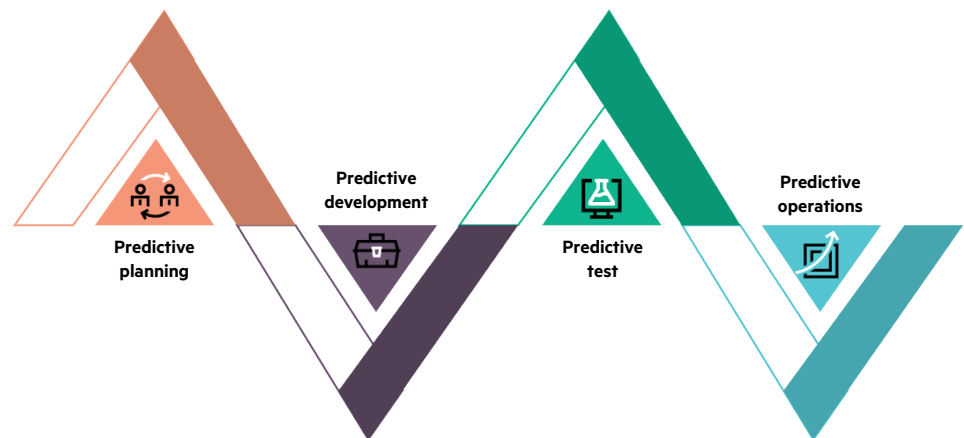 Predictive
planning
Predictive
development
Predictive
test
Predictive
operations